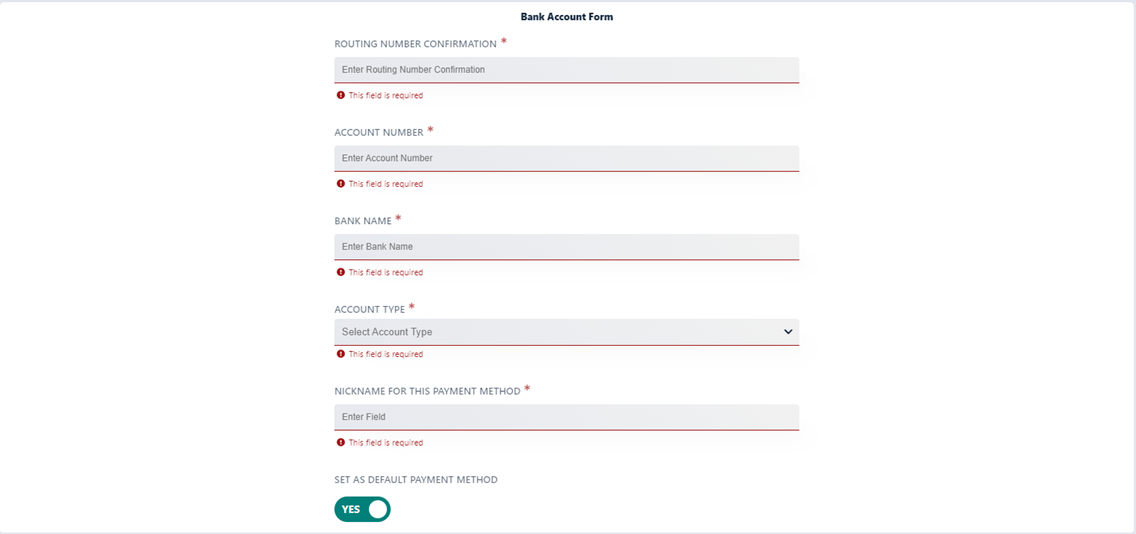 Bank Account Form
ROUTING NUMBER CONFIRMATION *
Enter Routing Number Confirmation
This field is required
ACCOUNT NUMBER *
Enter Account Number
This field is required
BANK NAME *
Enter Bank Name
This field is required
ACCOUNT TYPE *
Select Account Type
This field is required
NICKNAME FOR THIS PAYMENT METHOD *
Enter Field
This field is required
SET AS DEFAULT PAYMENT METHOD
YES